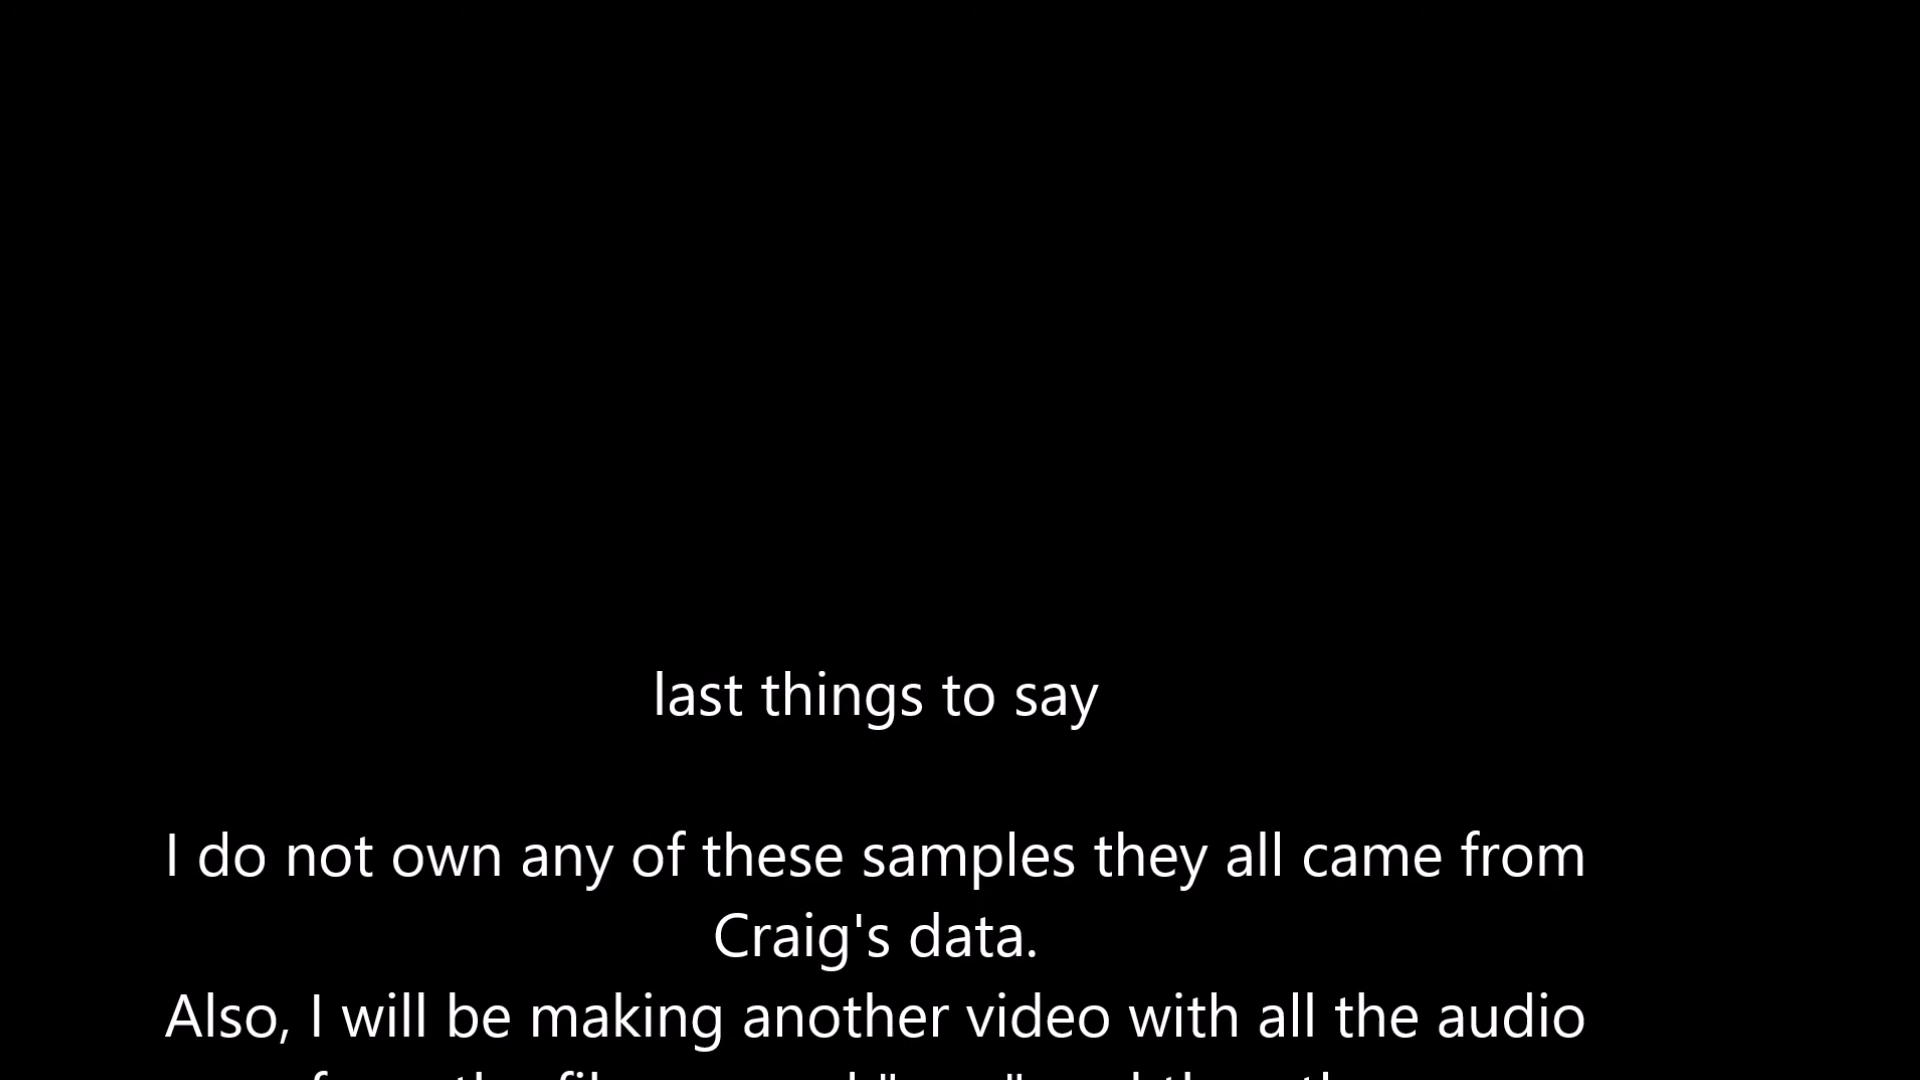 last things to say
I do not own any of these samples they all came from
Craig's data.
Also, I will be making another video with all the audio